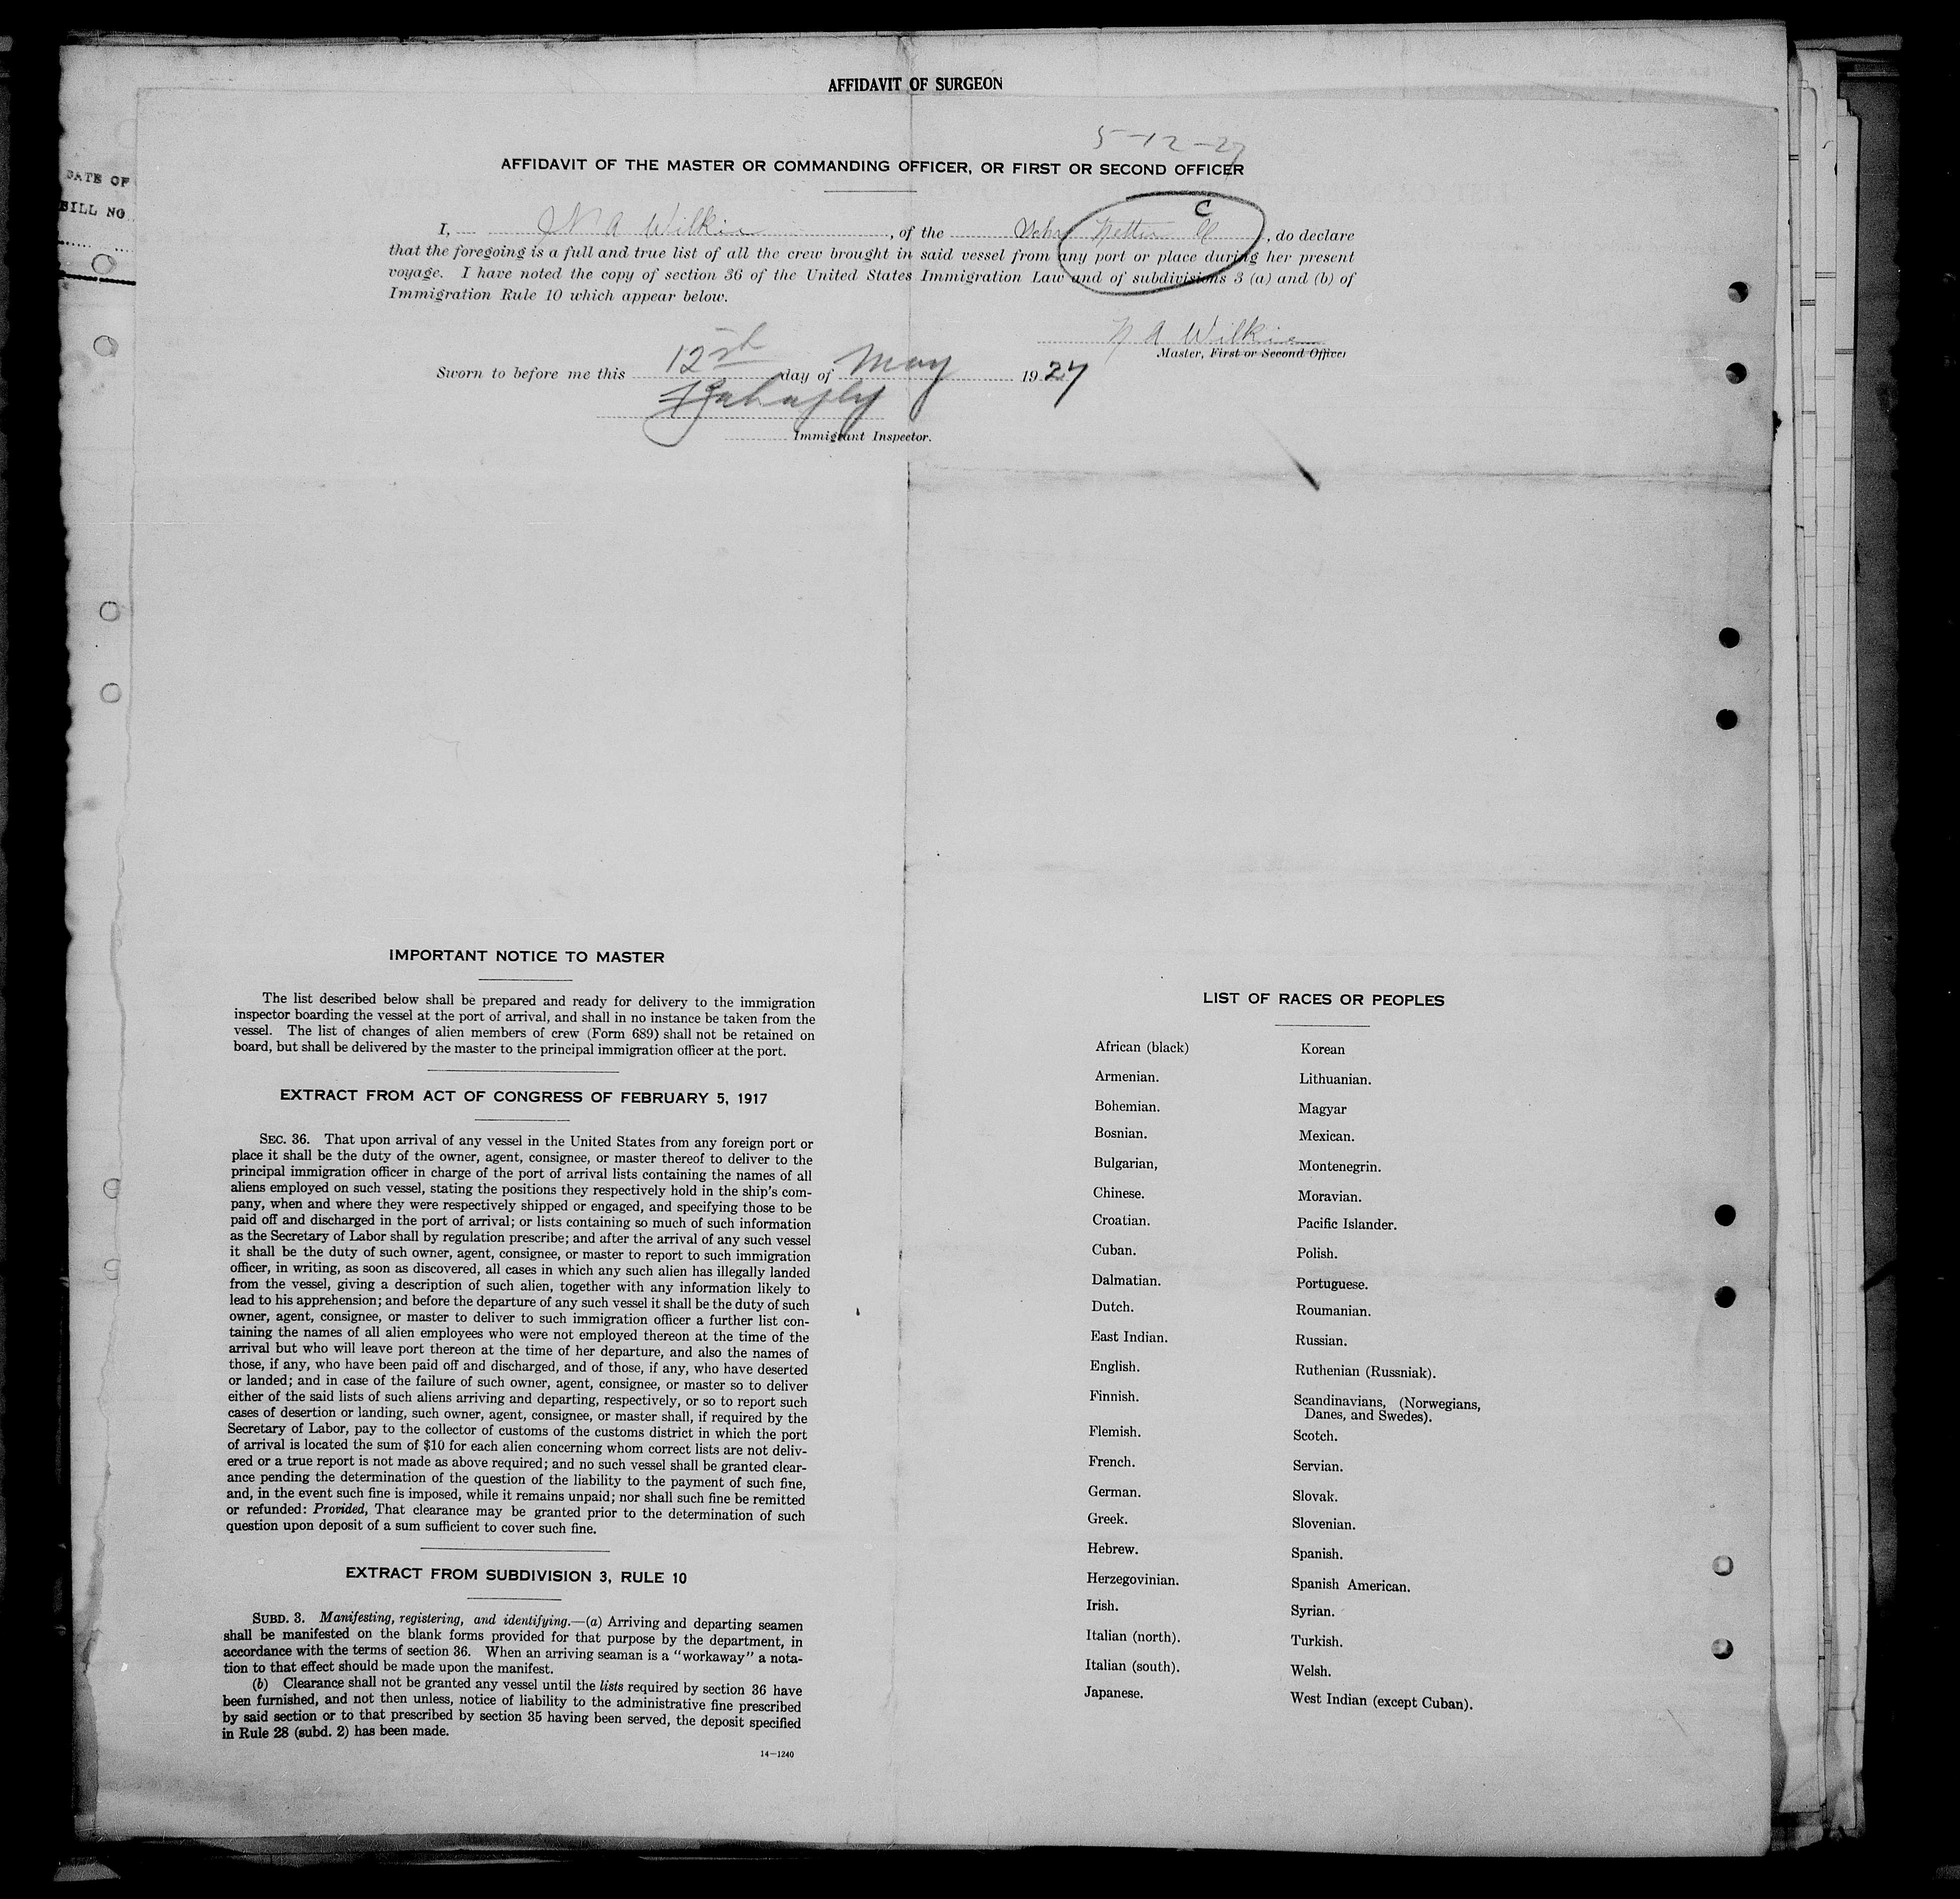 AFFIDAVIT OF SURGEON
5-12-27
AFFIDAVIT OF THE MASTER OR COMMANDING OFFICER, OR FIRST OR SECOND OFFICER
DATE OF
BILL NO.
C
I, N A Wilkie, of the Schr, do declare
that the foregoing is a full and true list of all the crew brought in said vessel from any port or place during her present
voyage. I have noted the copy of section 36 of the United States Immigration Law and of subdivisions 3 (a) and (b) of
Immigration Rule 10 which appear below.
N A Wilkie
Master, First or Second Officer
Sworn to before me this 12st day of May 1927
Immigrant Inspector.
IMPORTANT NOTICE TO MASTER
The list described below shall be prepared and ready for delivery to the immigration
inspector boarding the vessel at the port of arrival, and shall in no instance be taken from the
vessel. The list of changes of alien members of crew (Form 689) shall not be retained on
board, but shall be delivered by the master to the principal immigration officer at the port.
EXTRACT FROM ACT OF CONGRESS OF FEBRUARY 5, 1917
SEC. 36. That upon arrival of any vessel in the United States from any foreign port or
place it shall be the duty of the owner, agent, consignee, or master thereof to deliver to the
principal immigration officer in charge of the port of arrival lists containing the names of all
aliens employed on such vessel, stating the positions they respectively hold in the ship's com-
pany, when and where they were respectively shipped or engaged, and specifying those to be
paid off and discharged in the port of arrival; or lists containing so much of such information
as the Secretary of Labor shall by regulation prescribe; and after the arrival of any such vessel
it shall be the duty of such owner, agent, consignee, or master to report to such immigration
officer, in writing, as soon as discovered, all cases in which any such alien has illegally landed
from the vessel, giving a description of such alien, together with any information likely to
lead to his apprehension; and before the departure of any such vessel it shall be the duty of such
owner, agent, consignee, or master to deliver to such immigration officer a further list con-
taining the names of all alien employees who were not employed thereon at the time of the
arrival but who will leave port thereon at the time of her departure, and also the names of
those, if any, who have been paid off and discharged, and of those, if any, who have deserted
or landed; and in case of the failure of such owner, agent, consignee, or master so to deliver
either of the said lists of such aliens arriving and departing, respectively, or so to report such
cases of desertion or landing, such owner, agent, consignee, or master shall, if required by the
Secretary of Labor, pay to the collector of customs of the customs district in which the port
of arrival is located the sum of $10 for each alien concerning whom correct lists are not deliv-
ered or a true report is not made as above required; and no such vessel shall be granted clear-
ance pending the determination of the question of the liability to the payment of such fine,
and, in the event such fine is imposed, while it remains unpaid; nor shall such fine be remitted
or refunded: Provided, That clearance may be granted prior to the determination of such
question upon deposit of a sum sufficient to cover such fine.
EXTRACT FROM SUBDIVISION 3, RULE 10
SUBD. 3. Manifesting, registering, and identifying.—(a) Arriving and departing seamen
shall be manifested on the blank forms provided for that purpose by the department, in
accordance with the terms of section 36. When an arriving seaman is a "workaway" a nota-
tion to that effect should be made upon the manifest.
(b) Clearance shall not be granted any vessel until the lists required by section 36 have
been furnished, and not then unless, notice of liability to the administrative fine prescribed
by said section or to that prescribed by section 35 having been served, the deposit specified
in Rule 28 (subd. 2) has been made.
14—1240
LIST OF RACES OR PEOPLES
African (black)
Armenian.
Bohemian.
Bosnian.
Bulgarian,
Chinese.
Croatian.
Cuban.
Dalmatian.
Dutch.
East Indian.
English.
Finnish.
Flemish.
French.
German.
Greek.
Hebrew.
Herzegovinian.
Irish.
Italian (north).
Italian (south).
Japanese.
Korean
Lithuanian.
Magyar
Mexican.
Montenegrin.
Moravian.
Pacific Islander.
Polish.
Portuguese.
Roumanian.
Russian.
Ruthenian (Russniak).
Scandinavians, (Norwegians,
Danes, and Swedes).
Scotch.
Servian.
Slovak.
Slovenian.
Spanish.
Spanish American.
Syrian.
Turkish.
Welsh.
West Indian (except Cuban).